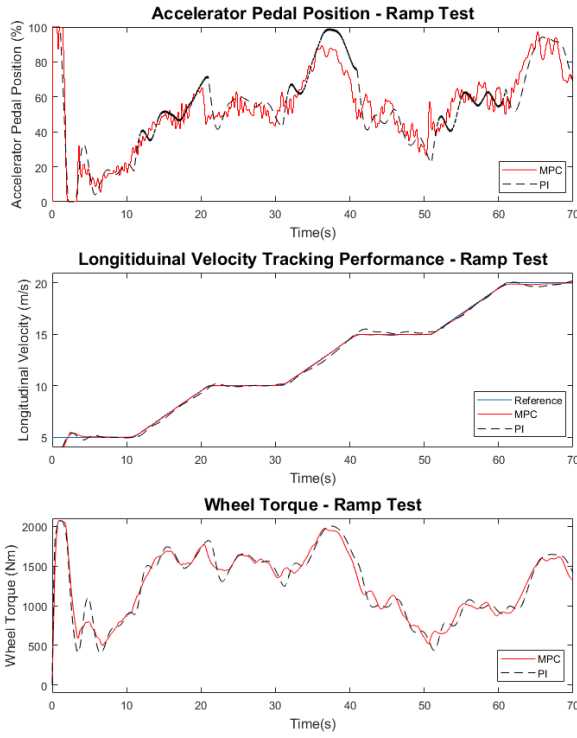 Accelerator Pedal Position - Ramp Test
Accelerator Pedal Position (%)
100
80
60
40
20
0
MPC
PI
0 10 20 30 40 50 60 70
Time(s)
Longitiduinal Velocity Tracking Performance - Ramp Test
Longitudinal Velocity (m/s)
20
15
10
5
Reference
MPC
PI
0 10 20 30 40 50 60 70
Time(s)
Wheel Torque - Ramp Test
Wheel Torque (Nm)
2000
1500
1000
500
0
MPC
PI
0 10 20 30 40 50 60 70
Time(s)